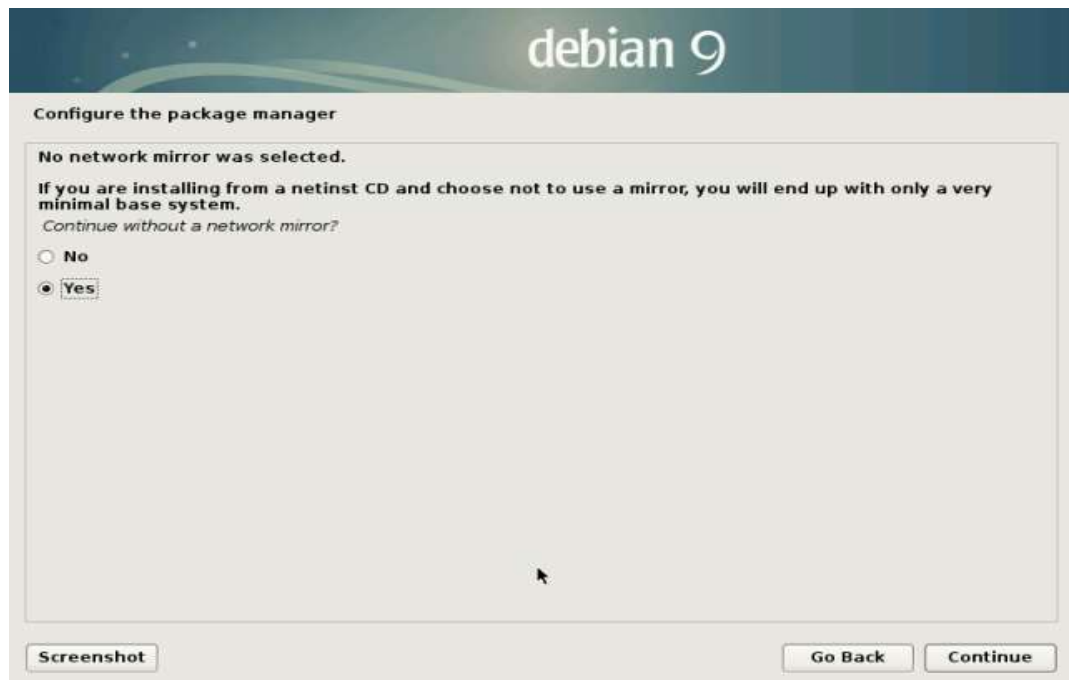 debian 9
Configure the package manager
No network mirror was selected.
If you are installing from a netinst CD and choose not to use a mirror, you will end up with only a very
minimal base system.
Continue without a network mirror?
No
Yes
Screenshot
Go Back
Continue